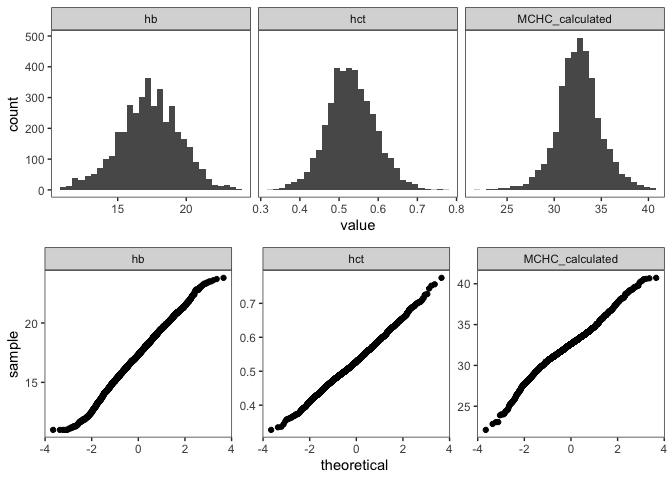 hb hct MCHC_calculated
500
400
300
200
100
0
count
15 20 0.3 0.4 0.5 0.6 0.7 0.8 25 30 35 40
value
hb hct MCHC_calculated
20
15
0.7
0.6
0.5
0.4
40
35
30
25
sample
-4 -2 0 2 4 -4 -2 0 2 4 -4 -2 0 2 4
theoretical